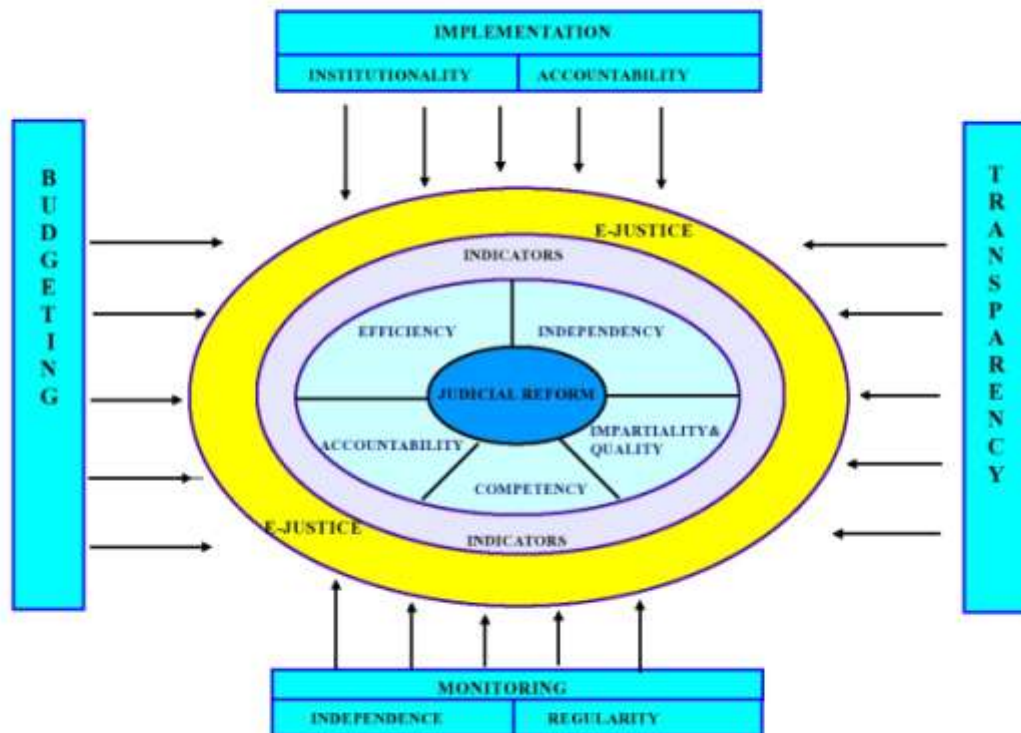 IMPLEMENTATION
INSTITUTIONALITY ACCOUNTABILITY
BUDGETING
TRANSPARENCY
E-JUSTICE
INDICATORS
EFFICIENCY INDEPENDENCY
JUDICIAL REFORM
ACCOUNTABILITY IMPARTIALITY&
QUALITY
COMPETENCY
E-JUSTICE
INDICATORS
MONITORING
INDEPENDENCE REGULARITY